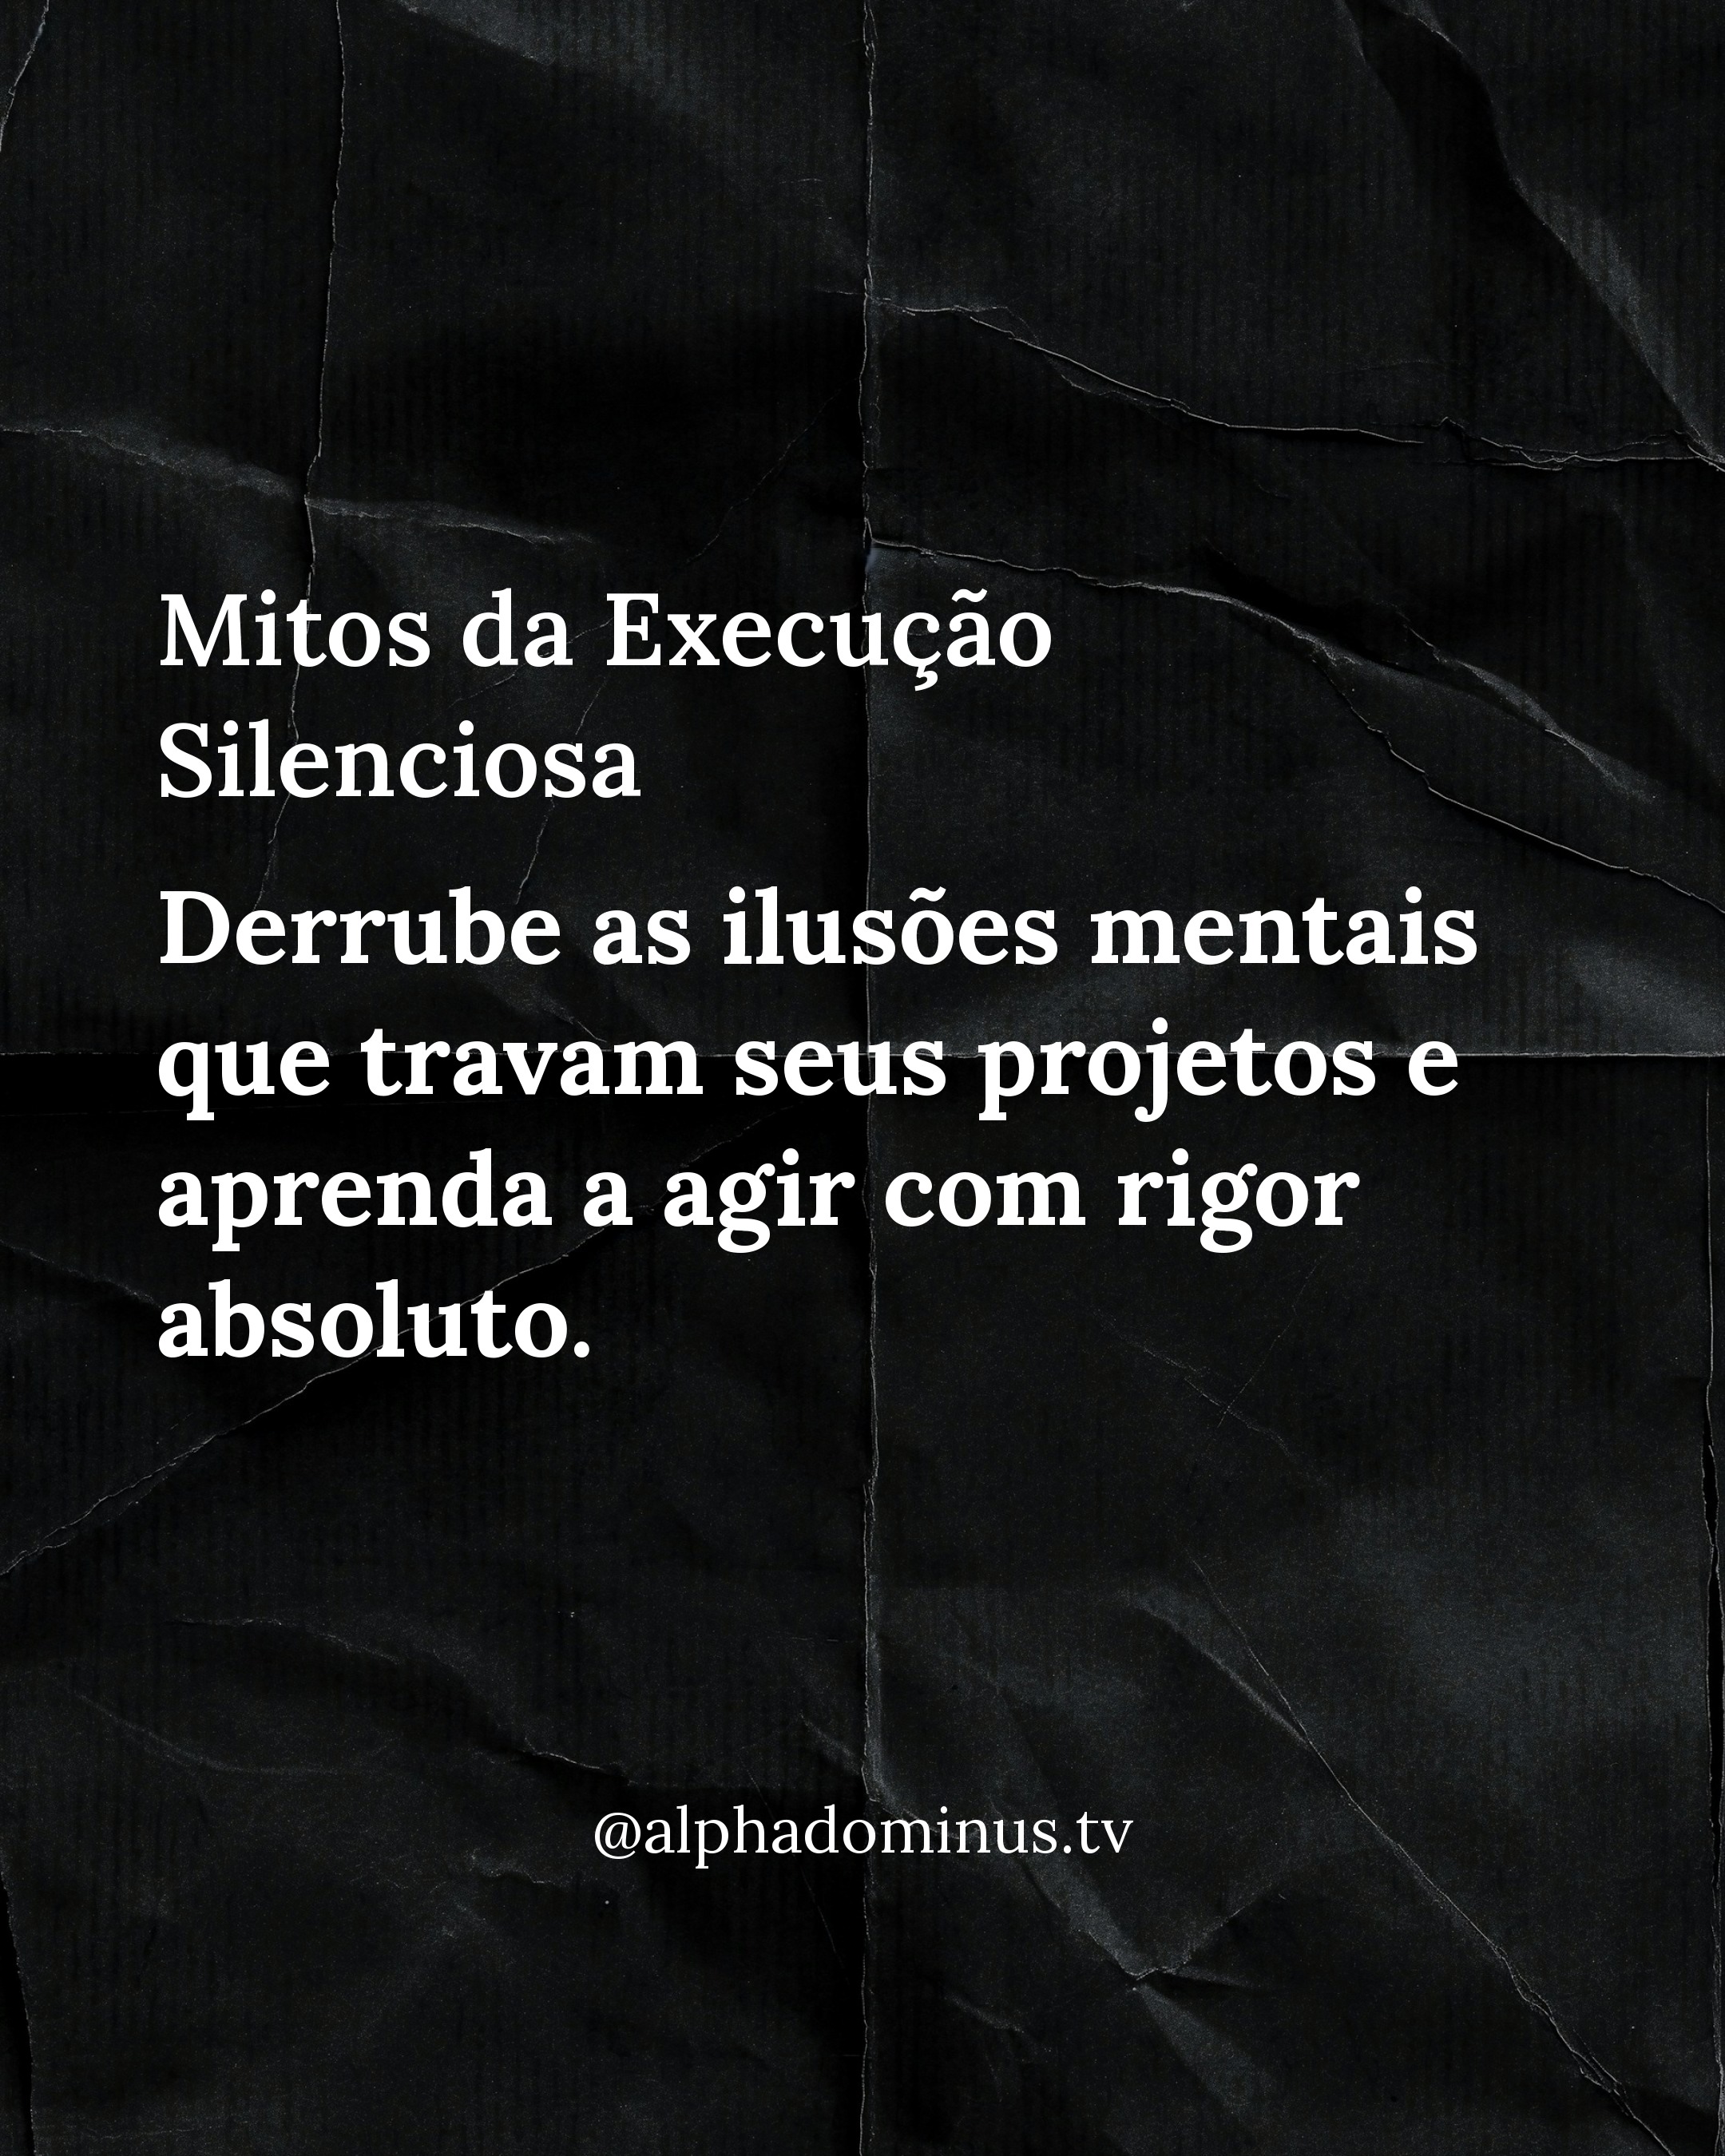 Mitos da Execução
Silenciosa
Derrube as ilusões mentais
que travam seus projetos e
aprenda a agir com rigor
absoluto.
@alphadominus.tv